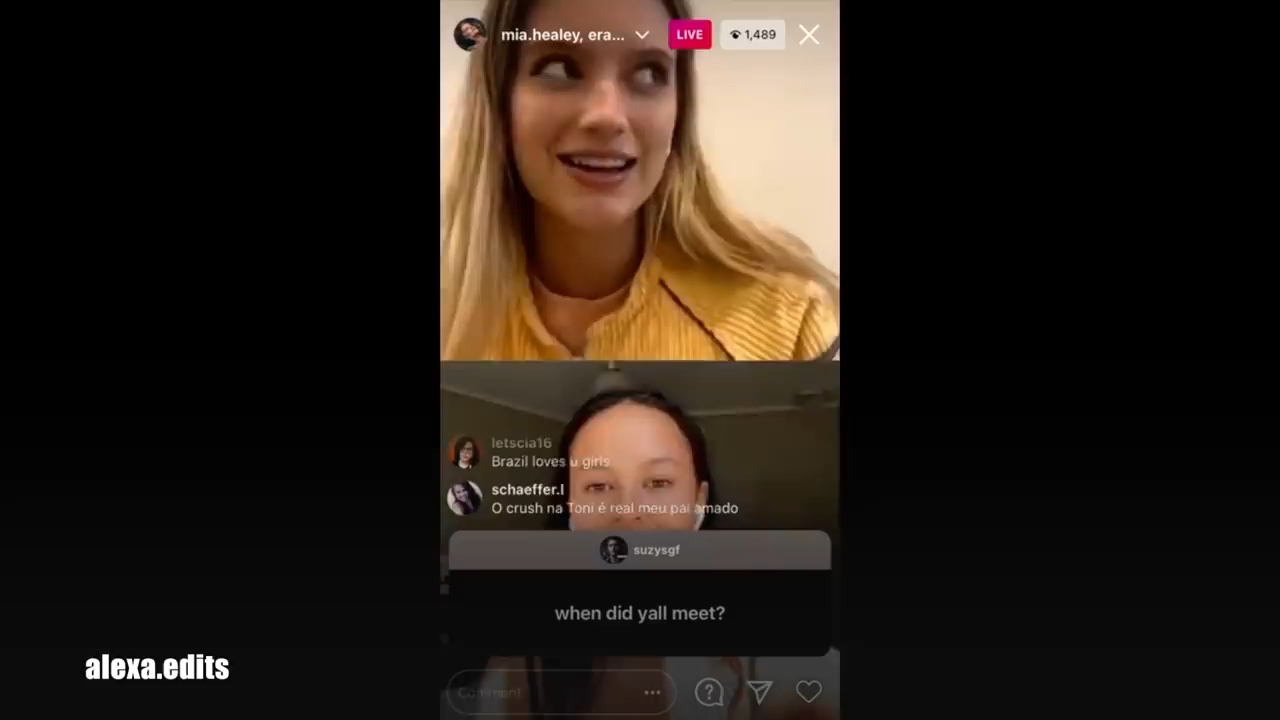 mia.healey, era...
LIVE
1,489
letscia16
Brazil loves u girls
schaeffer.l
O crush na Toni é real meu pai amado
suzysgf
when did yall meet?
alexa.edits
Comment